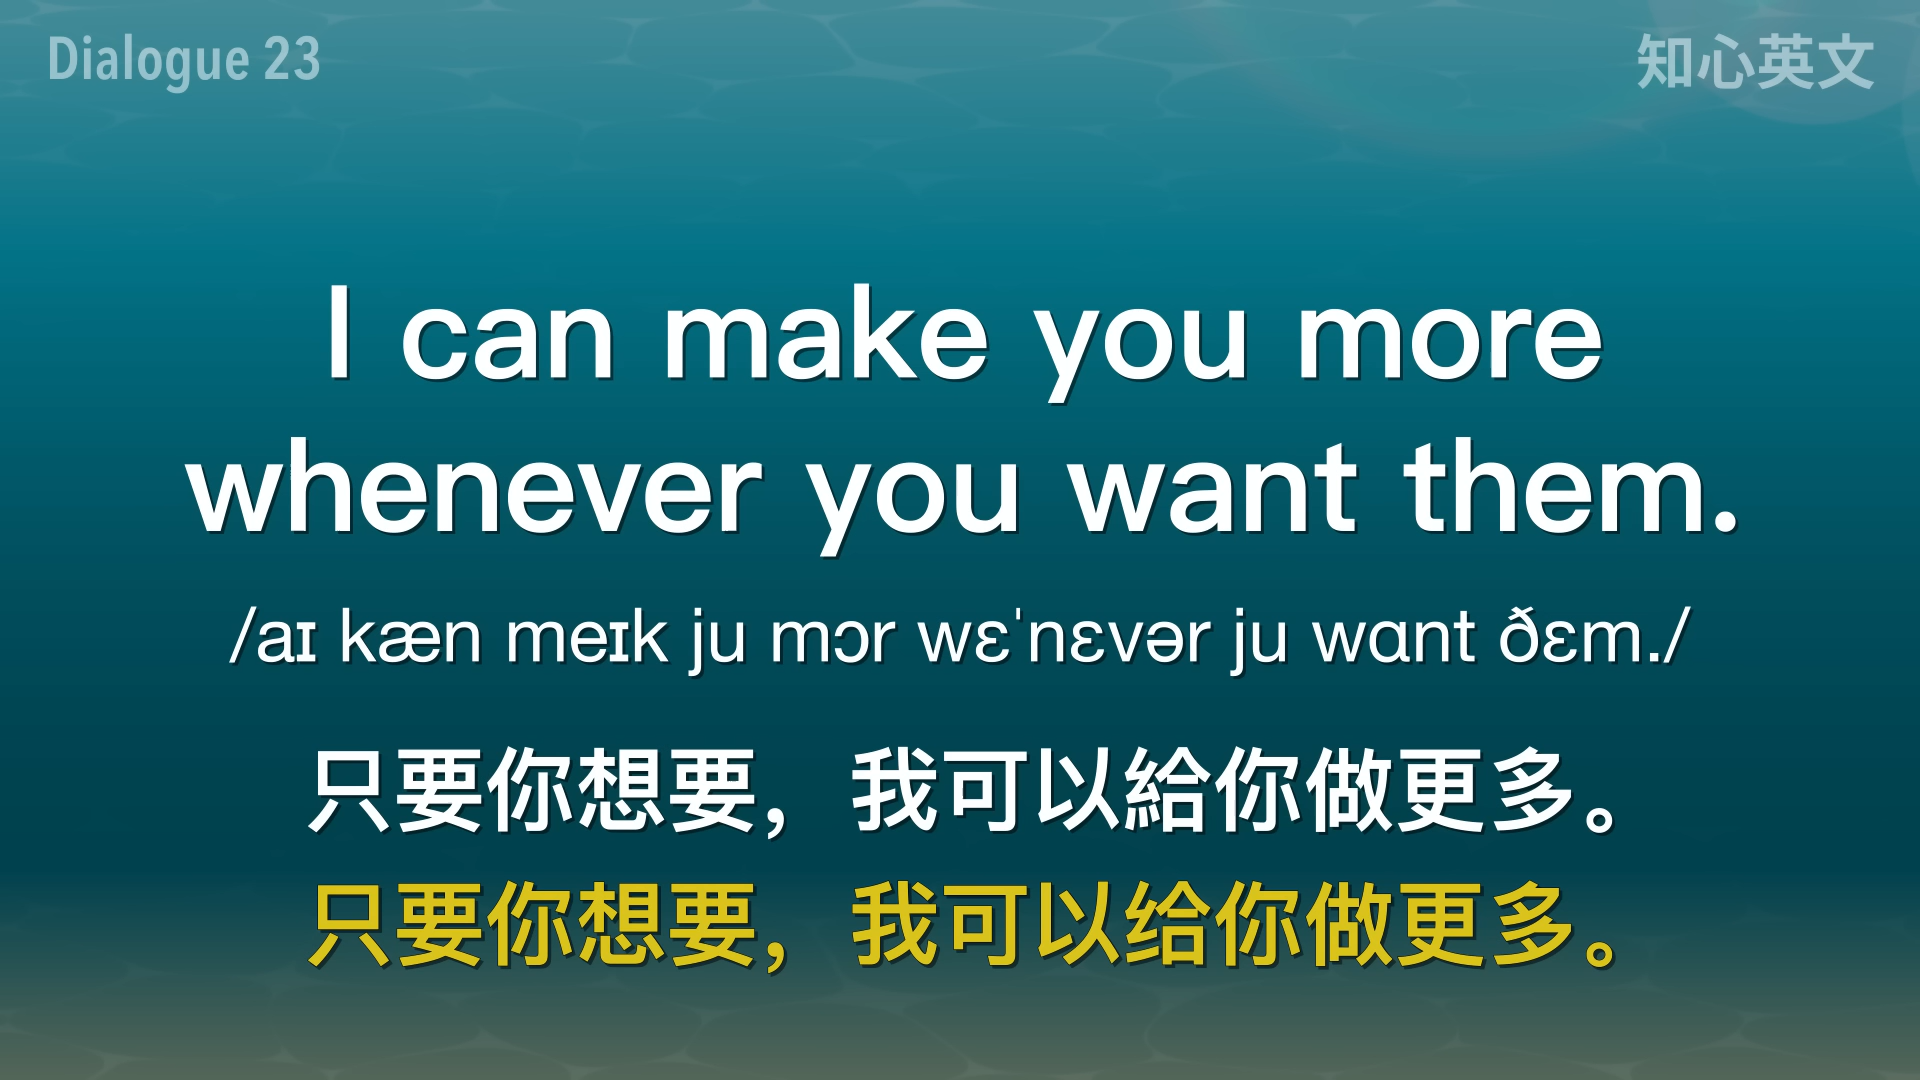 Dialogue 23
知心英文
I can make you more
whenever you want them.
/aɪ kæn meɪk ju mɔr wɛˈnɛvər ju wɑnt ðɛm./
只要你想要，我可以給你做更多。
只要你想要，我可以给你做更多。